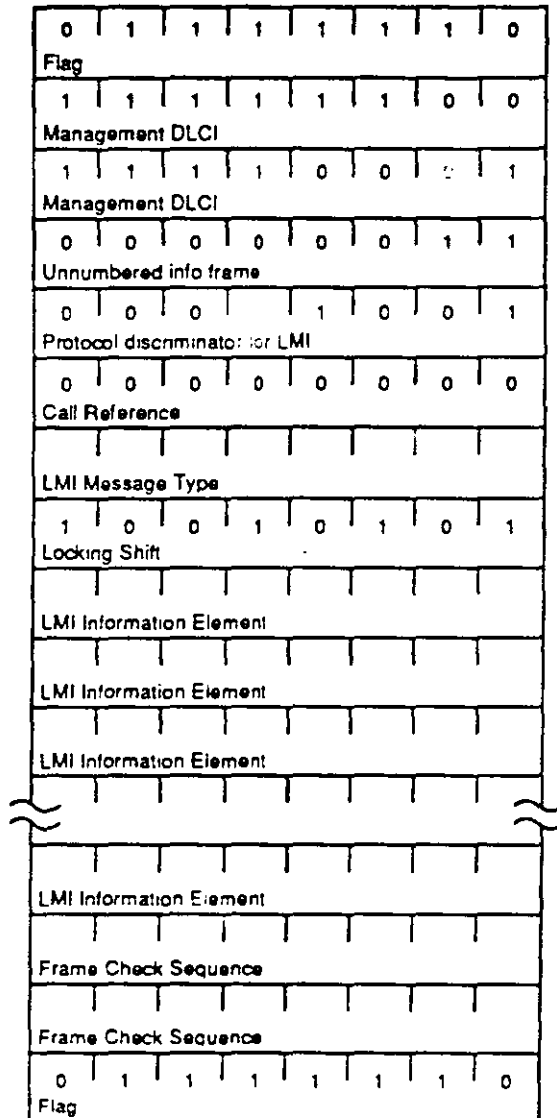 0 1 1 1 1 1 1 0
Flag
1 1 1 1 1 1 0 0
Management DLCI
1 1 1 1 0 0 1
Management DLCI
0 0 0 0 0 0 1 1
Unnumbered info frame
0 0 0 1 0 0 1
Protocol discriminator for LMI
0 0 0 0 0 0 0 0
Call Reference
LMI Message Type
1 0 0 1 0 1 0 1
Locking Shift
LMI Information Element
LMI Information Element
LMI Information Element
LMI Information Element
Frame Check Sequence
Frame Check Sequence
0 1 1 1 1 1 1 0
Flag